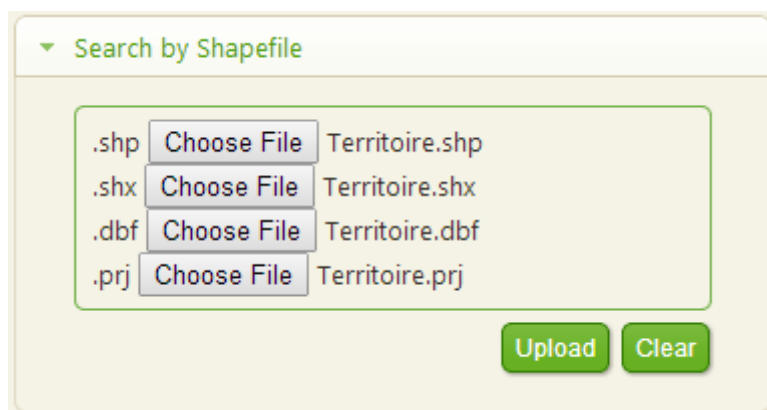 Search by Shapefile
.shp Choose File Territoire.shp
.shx Choose File Territoire.shx
.dbf Choose File Territoire.dbf
.prj Choose File Territoire.prj
Upload Clear